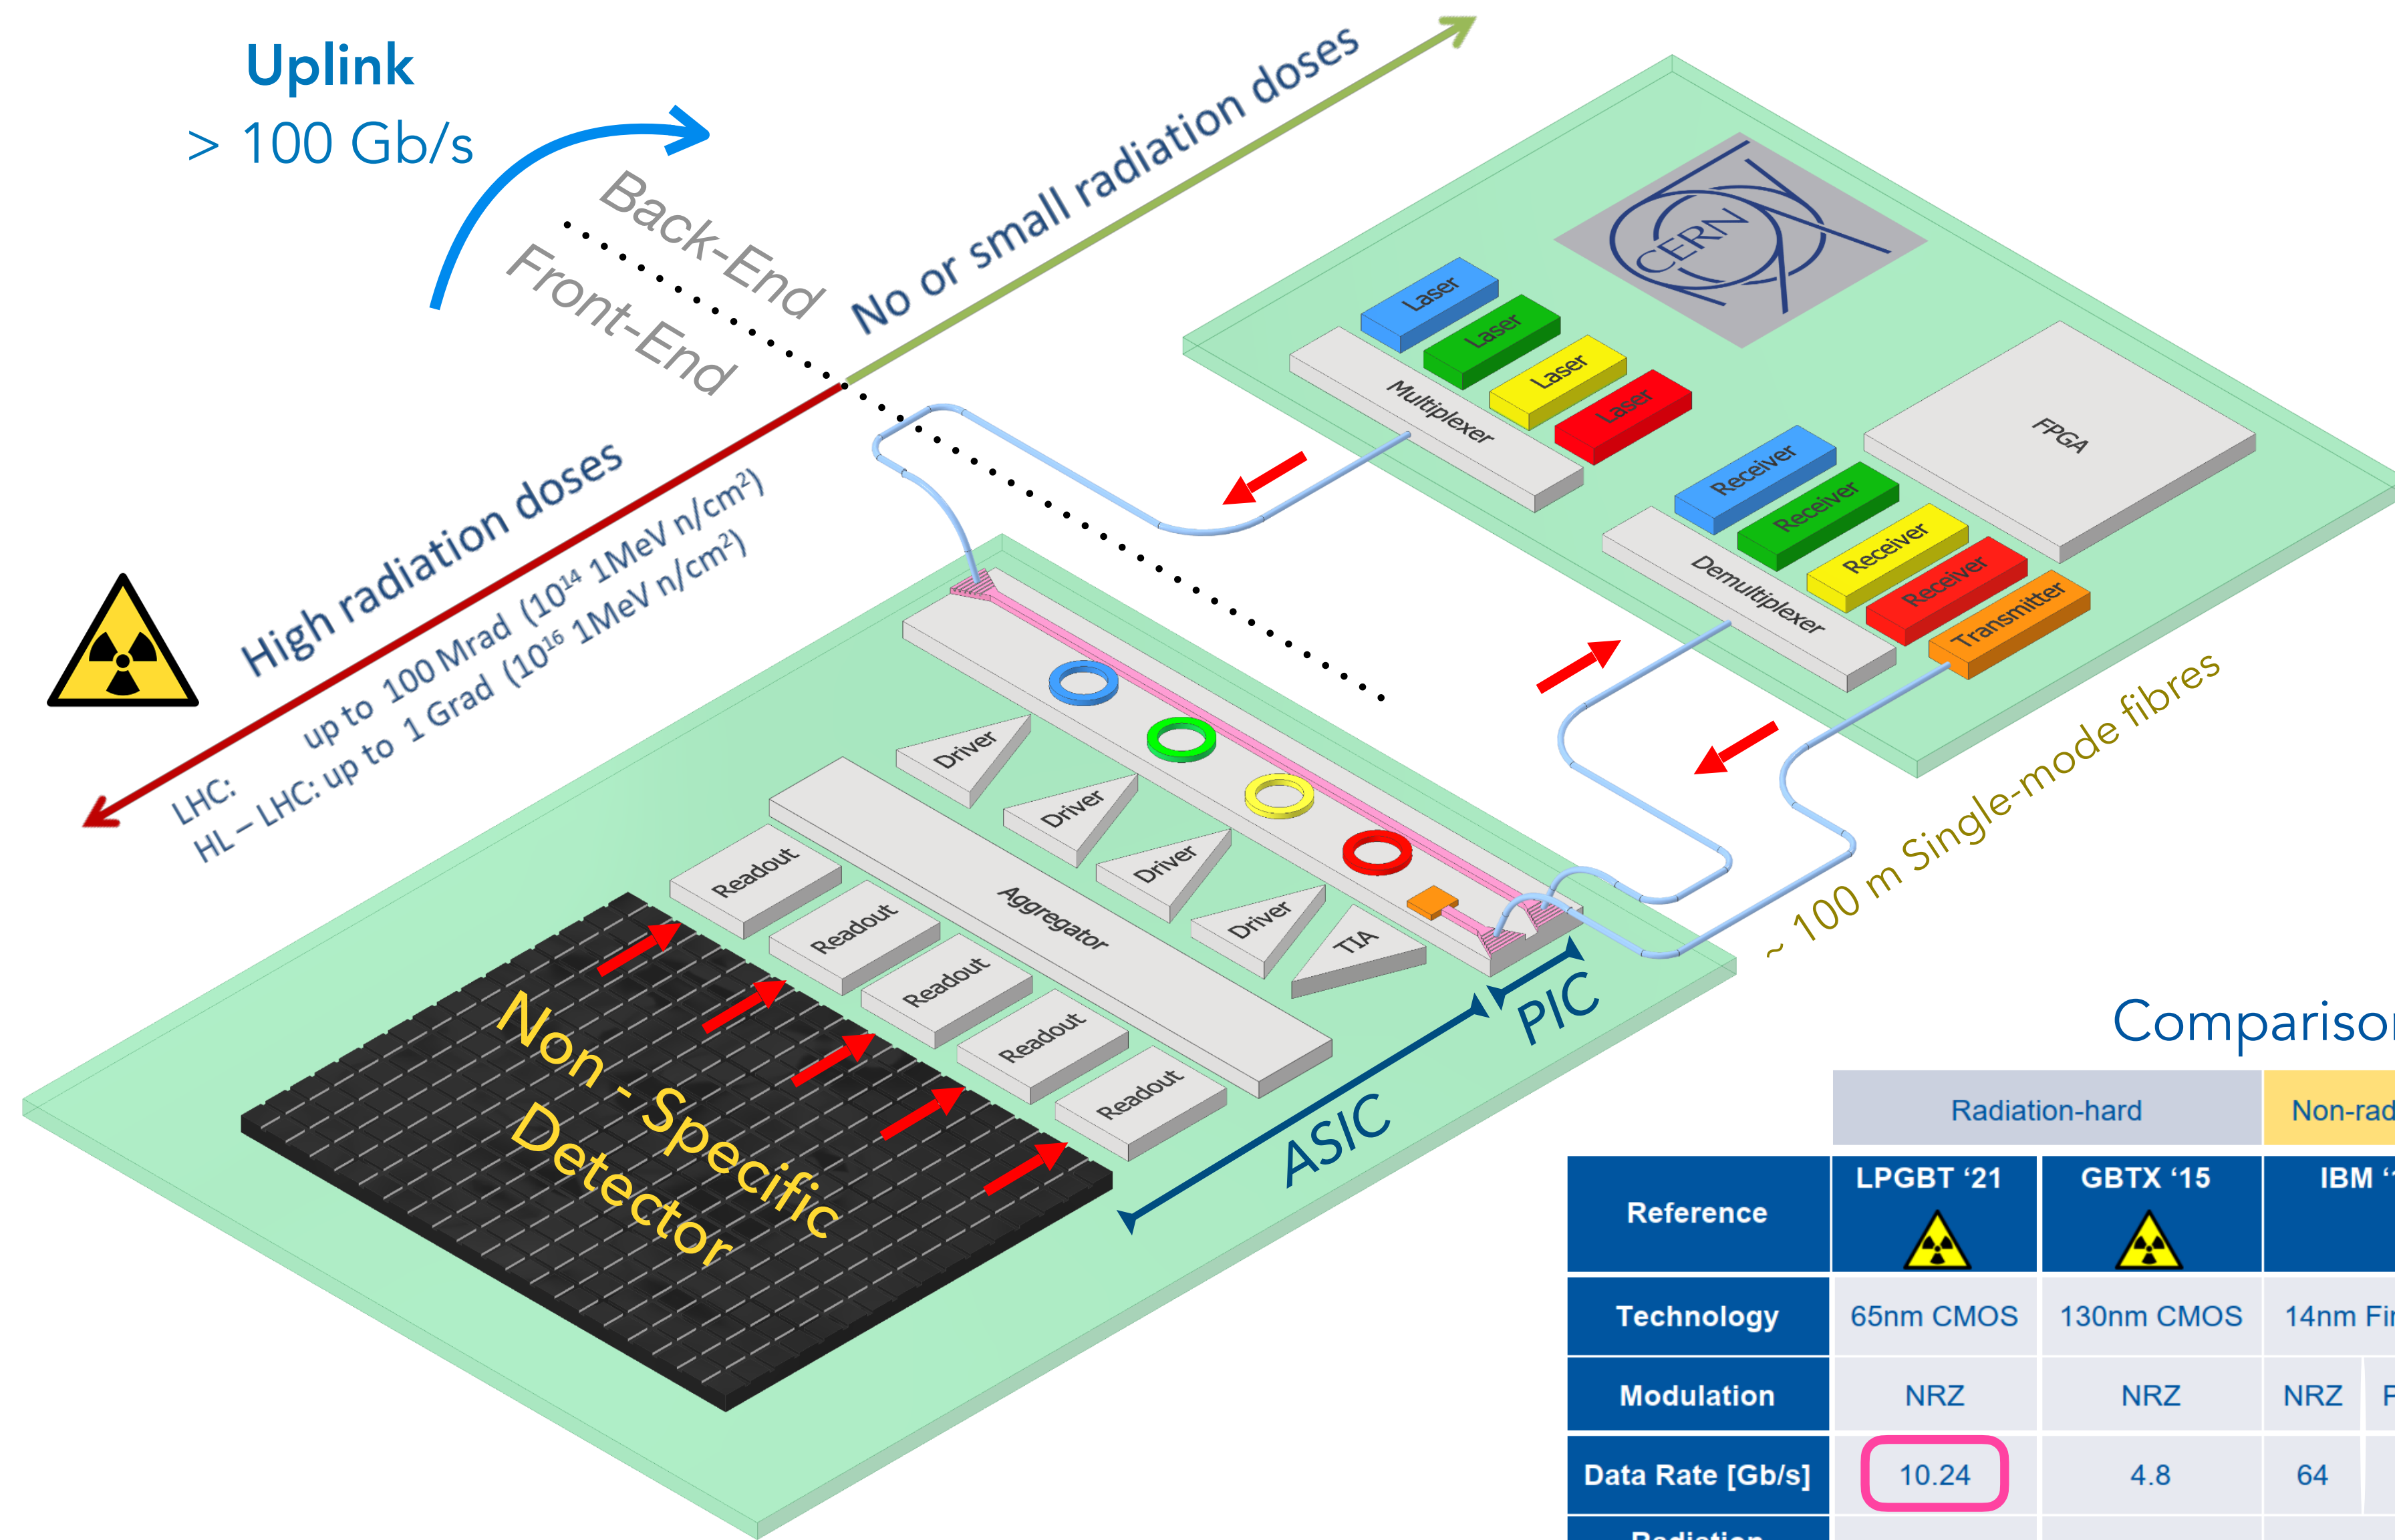 Uplink
> 100 Gb/s
Back-End
Front-End
No or small radiation doses
High radiation doses
LHC: up to 100 Mrad (10¹⁴ 1MeV n/cm²)
HL – LHC: up to 1 Grad (10¹⁶ 1MeV n/cm²)
CERN
Laser
Laser
Laser
Laser
Multiplexer
FPGA
Receiver
Receiver
Receiver
Receiver
Transmitter
Demultiplexer
~ 100 m Single-mode fibres
Driver
Driver
Driver
Driver
TIA
Aggregator
Readout
Readout
Readout
Readout
Readout
Non - Specific
Detector
PIC
ASIC
Radiation-hard
Reference LPGBT ‘21 GBTX ‘15 IBM
Technology 65nm CMOS 130nm CMOS 14nm
Modulation NRZ NRZ NRZ
Data Rate [Gb/s] 10.24 4.8 64
Radiation